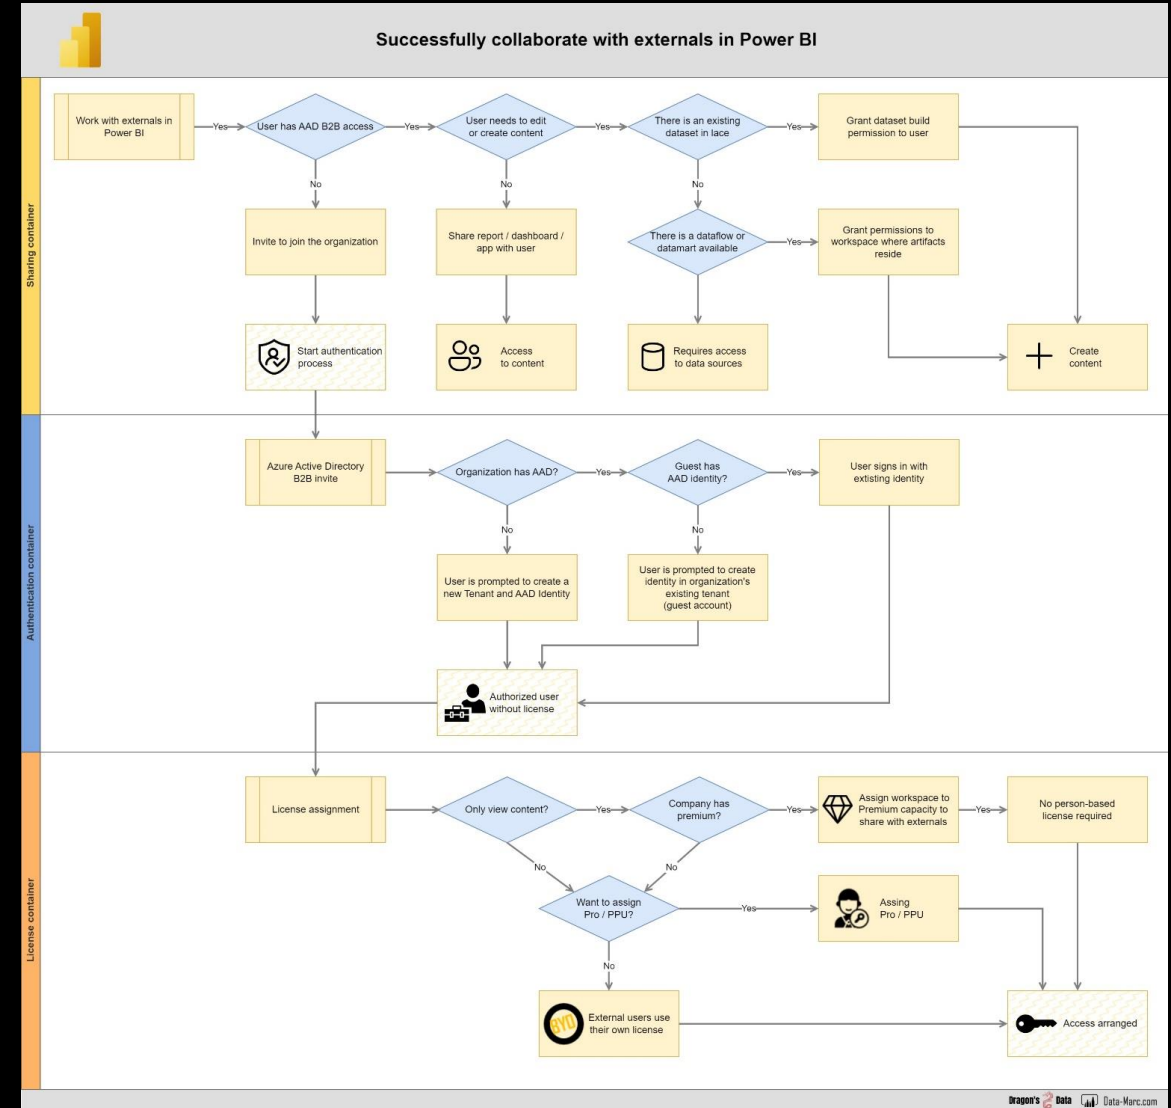 Successfully collaborate with externals in Power BI
Sharing container
Work with externals in
Power BI
Yes
User has AAD B2B access
Yes
User needs to edit
or create content
Yes
There is an existing
dataset in lace
Yes
Grant dataset build
permission to user
No
No
No
Invite to join the organization
Share report / dashboard /
app with user
There is a dataflow or
datamart available
Yes
Grant permissions to
workspace where artifacts
reside
Start authentication
process
Access
to content
Requires access
to data sources
Create
content
Authentication container
Azure Active Directory
B2B invite
Organization has AAD?
Yes
Guest has
AAD identity?
Yes
User signs in with
extisting identity
No
No
User is prompted to create a
new Tenant and AAD Identity
User is prompted to create
identity in organization's
existing tenant
(guest account)
Authorized user
without license
License container
License assignment
Only view content?
Yes
Company has
premium?
Yes
Assign workspace to
Premium capacity to
share with externals
Yes
No person-based
license required
No
No
Want to assign
Pro / PPU?
Yes
Assing
Pro / PPU
No
BYO
External users use
their own license
Access arranged
Dragon's Data
Data-Marc.com